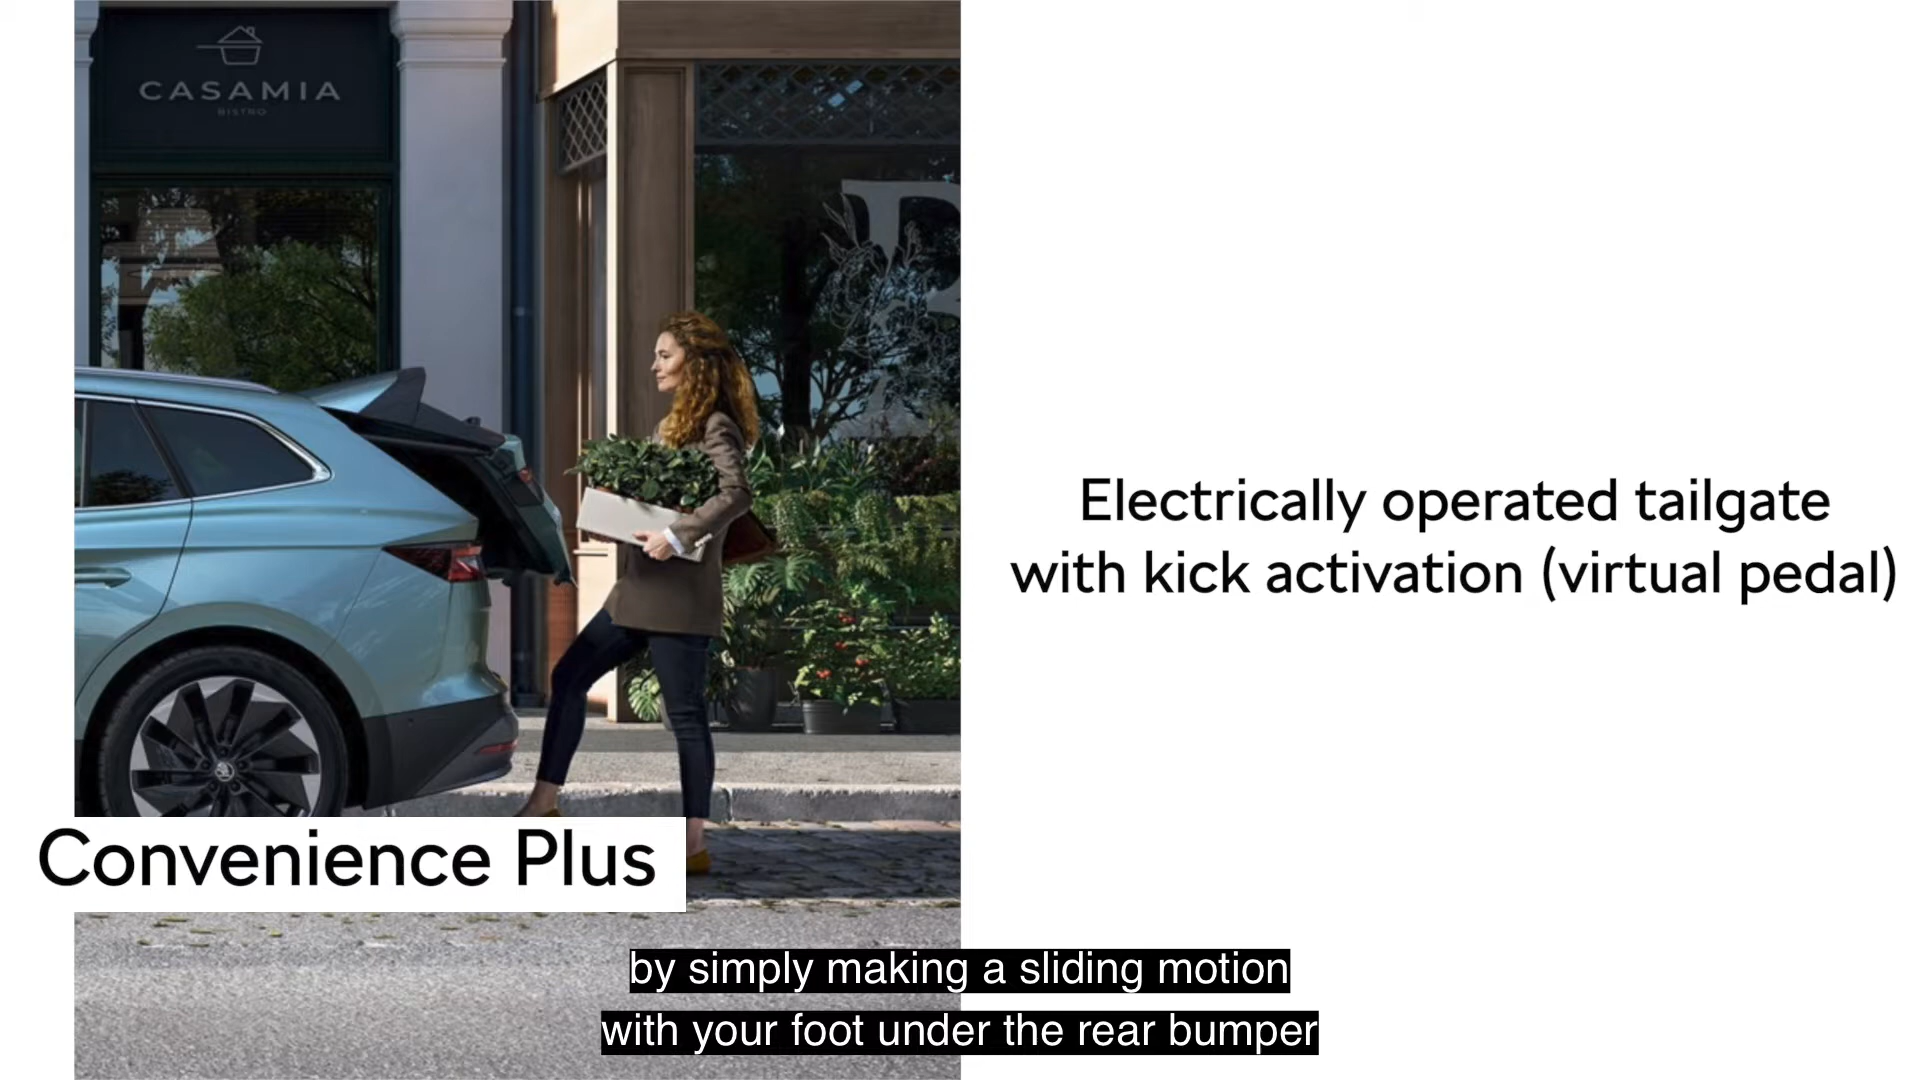 CASAMIA
BISTRO
Electrically operated tailgate
with kick activation (virtual pedal)
Convenience Plus
by simply making a sliding motion
with your foot under the rear bumper